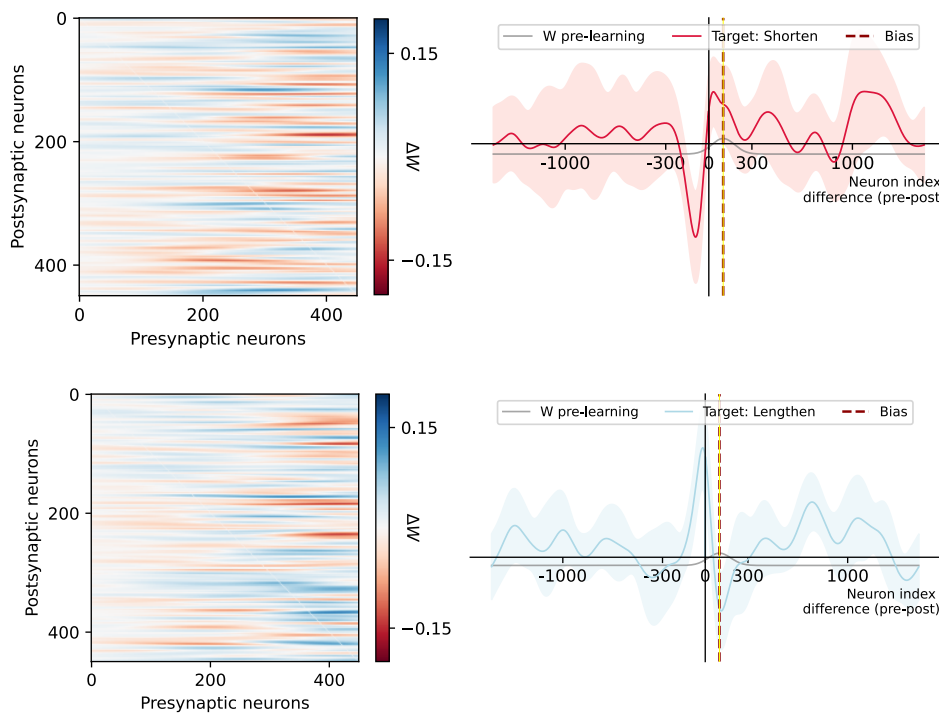 0
200
400
Postsynaptic neurons
0 200 400
Presynaptic neurons
0.15
ΔW
−0.15
W pre-learning Target: Shorten Bias
-1000 -300 0 300 1000
Neuron index
difference (pre-post)
0
200
400
Postsynaptic neurons
0 200 400
Presynaptic neurons
0.15
ΔW
−0.15
W pre-learning Target: Lengthen Bias
-1000 -300 0 300 1000
Neuron index
difference (pre-post)